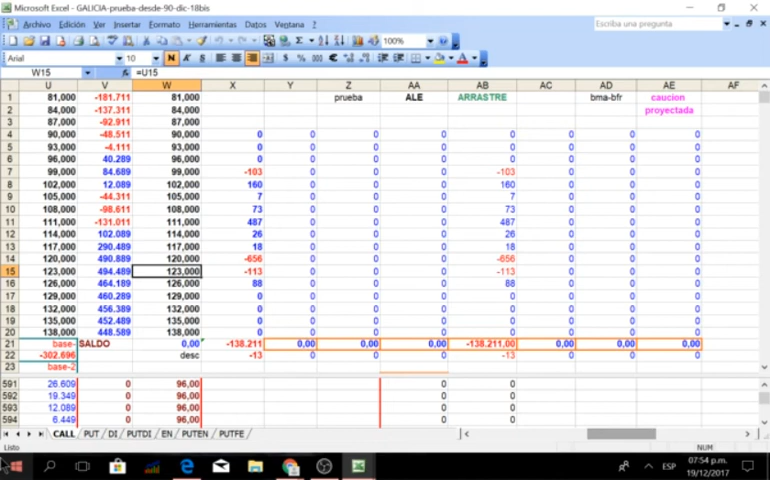 Microsoft Excel - GALICIA-prueba-desde-90-dic-18bis
Archivo Edición Ver Insertar Formato Herramientas Datos Ventana ? Escriba una pregunta
100%
Arial 10 N K S
W15 =U15
U V W X Y Z AA AB AC AD AE AF
1 81,000 -181.711 81,000 prueba ALE ARRASTRE bma-bfr caucion
2 84,000 -137.311 84,000 proyectada
3 87,000 -92.911 87,000
4 90,000 -48.511 90,000 0 0 0 0 0 0 0 0
5 93,000 -4.111 93,000 0 0 0 0 0 0 0 0
6 96,000 40.289 96,000 0 0 0 0 0 0 0 0
7 99,000 84.689 99,000 -103 0 0 0 -103 0 0 0
8 102,000 12.089 102,000 160 0 0 0 160 0 0 0
9 105,000 -44.311 105,000 7 0 0 0 7 0 0 0
10 108,000 -98.611 108,000 73 0 0 0 73 0 0 0
11 111,000 -131.011 111,000 487 0 0 0 487 0 0 0
12 114,000 102.089 114,000 26 0 0 0 26 0 0 0
13 117,000 290.489 117,000 18 0 0 0 18 0 0 0
14 120,000 490.889 120,000 -656 0 0 0 -656 0 0 0
15 123,000 494.489 123,000 -113 0 0 0 -113 0 0 0
16 126,000 464.189 126,000 88 0 0 0 88 0 0 0
17 129,000 460.289 129,000 0 0 0 0 0 0 0 0
18 132,000 456.389 132,000 0 0 0 0 0 0 0 0
19 135,000 452.489 135,000 0 0 0 0 0 0 0 0
20 138,000 448.589 138,000 0 0 0 0 0 0 0 0
21 base- SALDO 0,00 -138.211 0,00 0,00 0,00 -138.211,00 0,00 0,00 0,00
22 -302.696 desc -13 0 0 0 -13 0 0 0
23 base-2
591 26.609 0 96,00 0 0
592 19.349 0 96,00 0 0
593 12.089 0 96,00 0 0
594 6.449 0 96,00 0 0
CALL / PUT / DI / PUTDI / EN / PUTEN / PUTFE /
Listo NUM
ESP 07:54 p.m.
19/12/2017